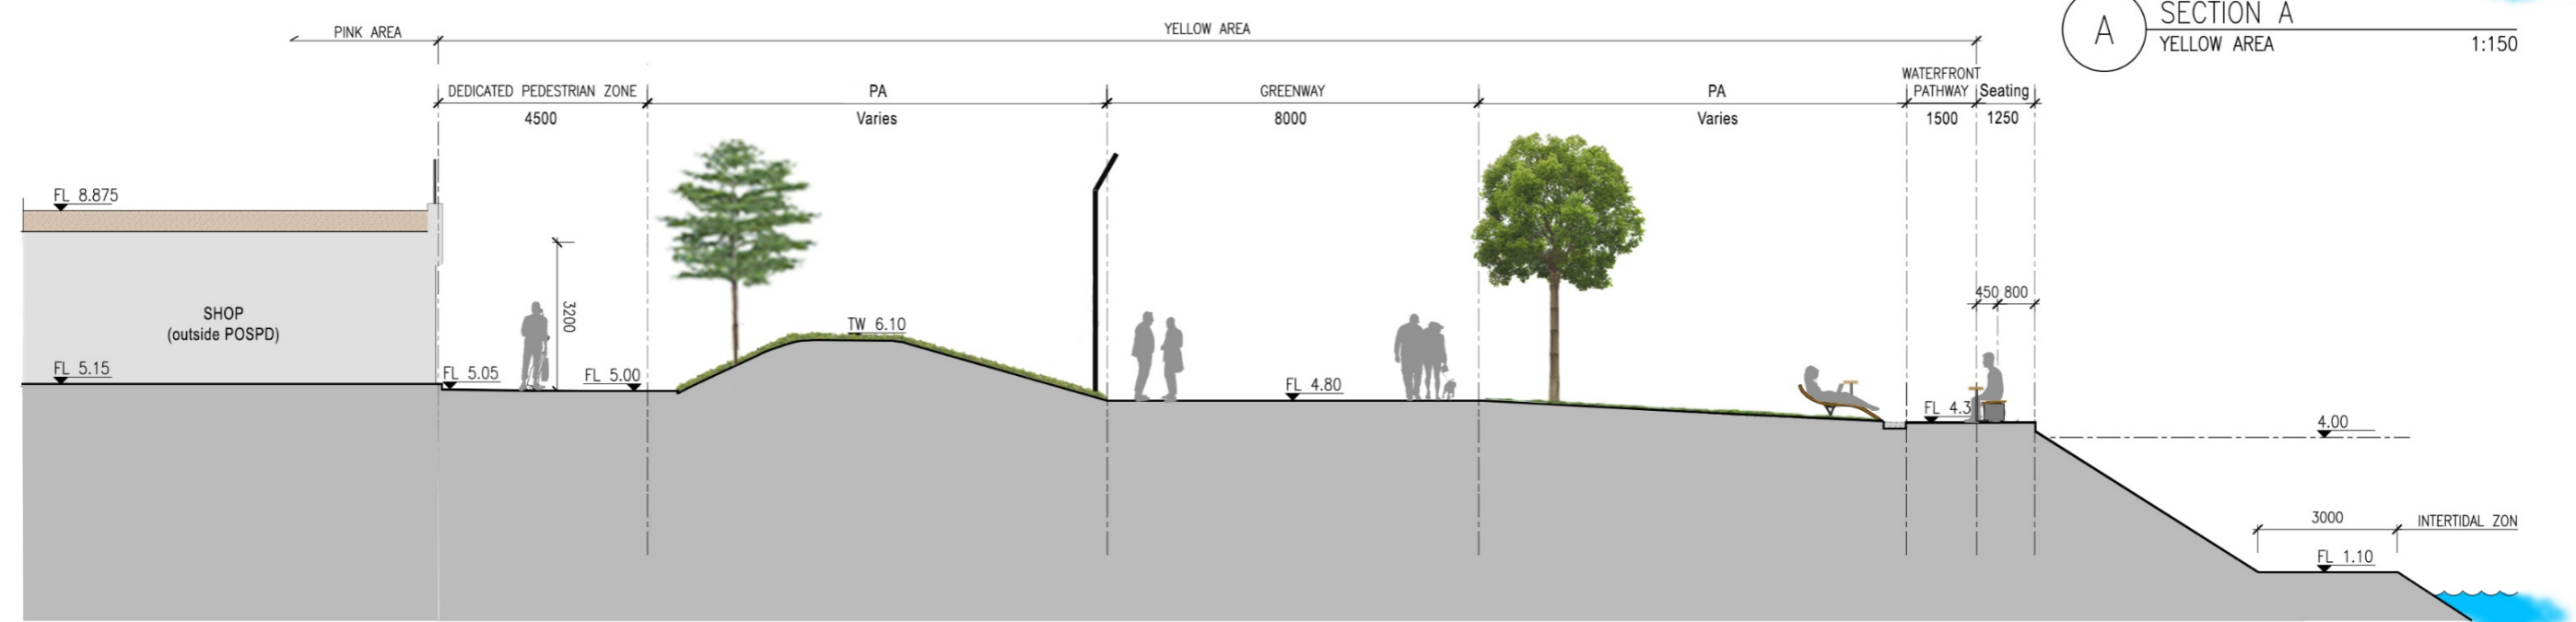 PINK AREA
YELLOW AREA
A
SECTION A
YELLOW AREA 1:150
DEDICATED PEDESTRIAN ZONE
4500
PA
Varies
GREENWAY
8000
PA
Varies
WATERFRONT
PATHWAY
1500
Seating
1250
FL 8.875
SHOP
(outside POSPD)
FL 5.15
FL 5.05
3200
FL 5.00
TW 6.10
FL 4.80
450 800
FL 4.3
4.00
3000
INTERTIDAL ZON
FL 1.10